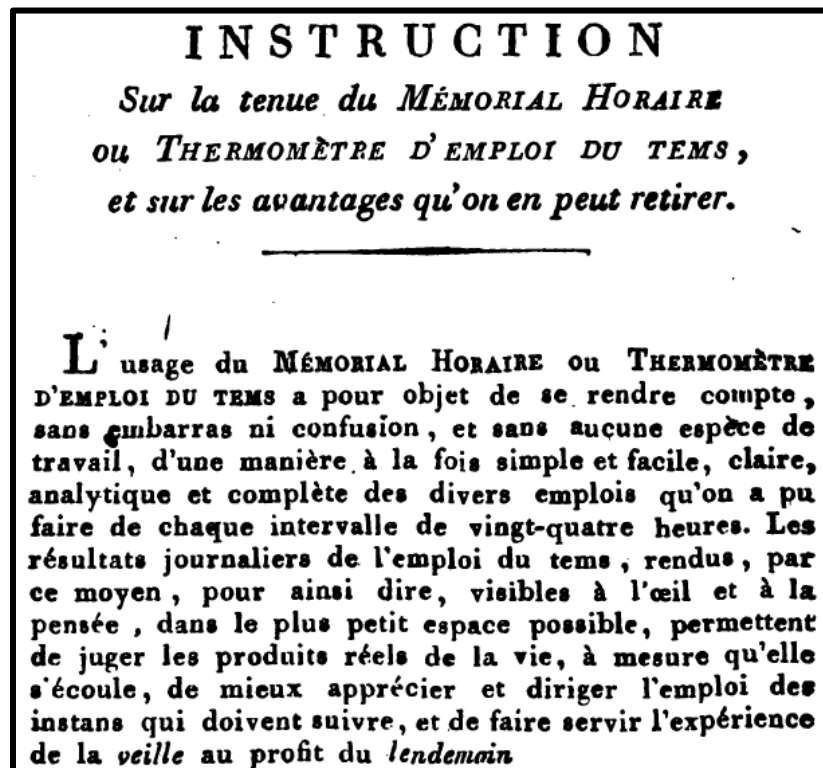 INSTRUCTION
Sur la tenue du MÉMORIAL HORAIRE
ou THERMOMÈTRE D'EMPLOI DU TEMS,
et sur les avantages qu'on en peut retirer.
L'usage du MÉMORIAL HORAIRE ou THERMOMÈTRE
D'EMPLOI DU TEMS a pour objet de se rendre compte,
sans embarras ni confusion, et sans aucune espèce de
travail, d'une manière à la fois simple et facile, claire,
analytique et complète des divers emplois qu'on a pu
faire de chaque intervalle de vingt-quatre heures. Les
résultats journaliers de l'emploi du tems, rendus, par
ce moyen, pour ainsi dire, visibles à l'œil et à la
pensée, dans le plus petit espace possible, permettent
de juger les produits réels de la vie, à mesure qu'elle
s'écoule, de mieux apprécier et diriger l'emploi des
instans qui doivent suivre, et de faire servir l'expérience
de la veille au profit du lendemain